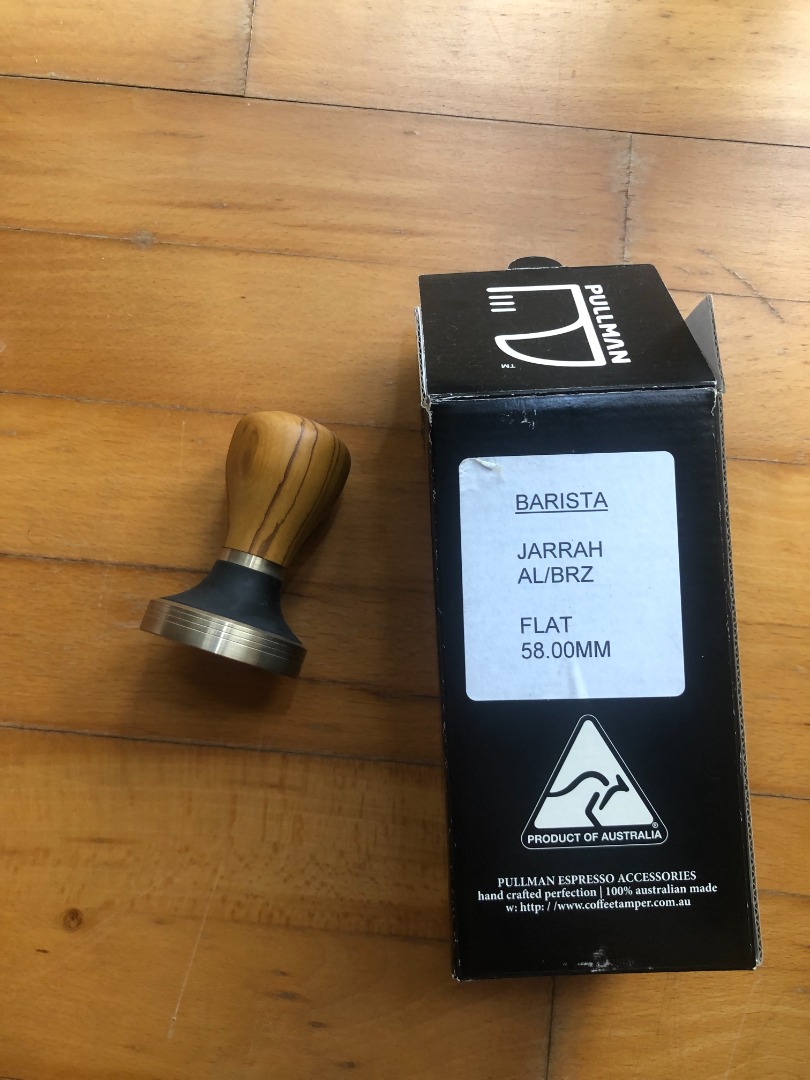 PULLMAN
TM
BARISTA
JARRAH
AL/BRZ
FLAT
58.00MM
®
PRODUCT OF AUSTRALIA
PULLMAN ESPRESSO ACCESSORIES
hand crafted perfection | 100% australian made
w: http: / /www.coffeetamper.com.au